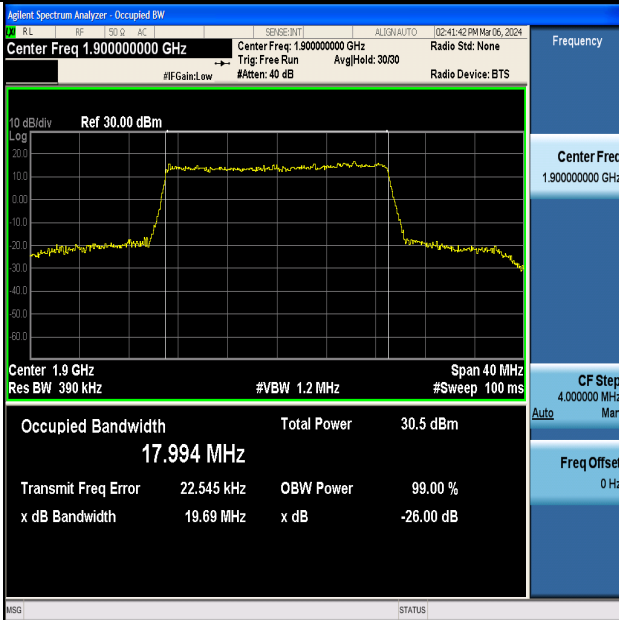 Agilent Spectrum Analyzer - Occupied BW
RL RF 50 Ω AC SENSE:INT ALIGN AUTO 02:41:42 PM Mar 06, 2024
Center Freq 1.900000000 GHz
Center Freq: 1.900000000 GHz Radio Std: None
Trig: Free Run Avg|Hold: 30/30
#IFGain:Low #Atten: 40 dB Radio Device: BTS
Frequency
10 dB/div Ref 30.00 dBm
Log
20.0
10.0
0.00
-10.0
-20.0
-30.0
-40.0
-50.0
-60.0
Center 1.9 GHz Span 40 MHz
Res BW 390 kHz #VBW 1.2 MHz #Sweep 100 ms
Occupied Bandwidth Total Power 30.5 dBm
17.994 MHz
Transmit Freq Error 22.545 kHz OBW Power 99.00 %
x dB Bandwidth 19.69 MHz x dB -26.00 dB
Center Freq
1.900000000 GHz
CF Step
4.000000 MHz
Auto Man
Freq Offset
0 Hz
MSG STATUS